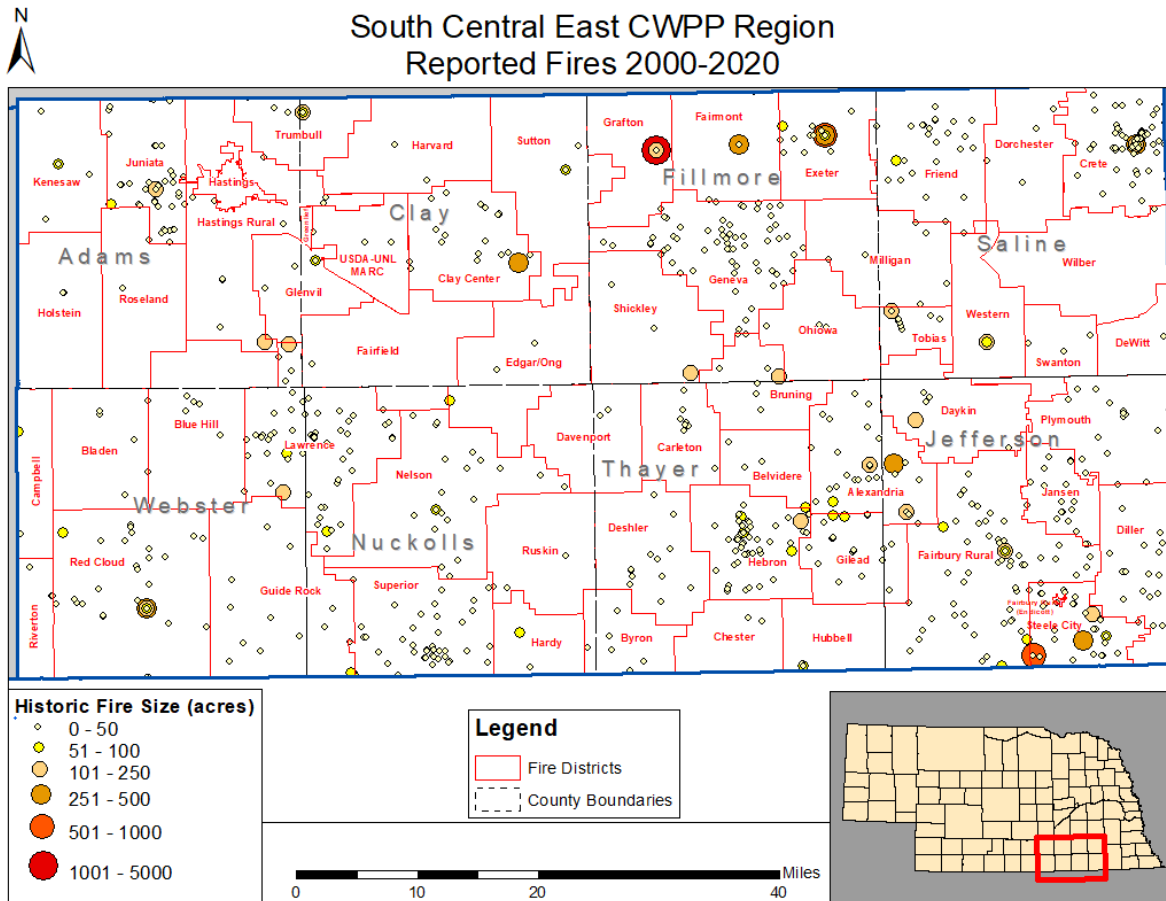 N
South Central East CWPP Region
Reported Fires 2000-2020
Trumbull
Harvard
Sutton
Grafton
Fairmont
Exeter
Friend
Dorchester
Crete
Kenesaw
Juniata
Hastings
Fillmore
Hastings Rural
Greenleaf
Clay
Adams
Saline
USDA-UNL
MARC
Clay Center
Geneva
Milligan
Wilber
Holstein
Roseland
Glenvil
Shickley
Ohiowa
Western
Fairfield
Edgar/Ong
Tobias
Swanton
DeWitt
Bruning
Blue Hill
Bladen
Lawrence
Nelson
Davenport
Carleton
Daykin
Plymouth
Jefferson
Campbell
Thayer
Belvidere
Alexandria
Jansen
Webster
Nuckolls
Deshler
Diller
Red Cloud
Ruskin
Hebron
Gilead
Fairbury Rural
Guide Rock
Superior
Riverton
Hardy
Byron
Chester
Hubbell
(Endicott)
Steele City
Historic Fire Size (acres)
0 - 50
51 - 100
101 - 250
251 - 500
501 - 1000
1001 - 5000
Legend
Fire Districts
County Boundaries
Miles
0 10 20 40